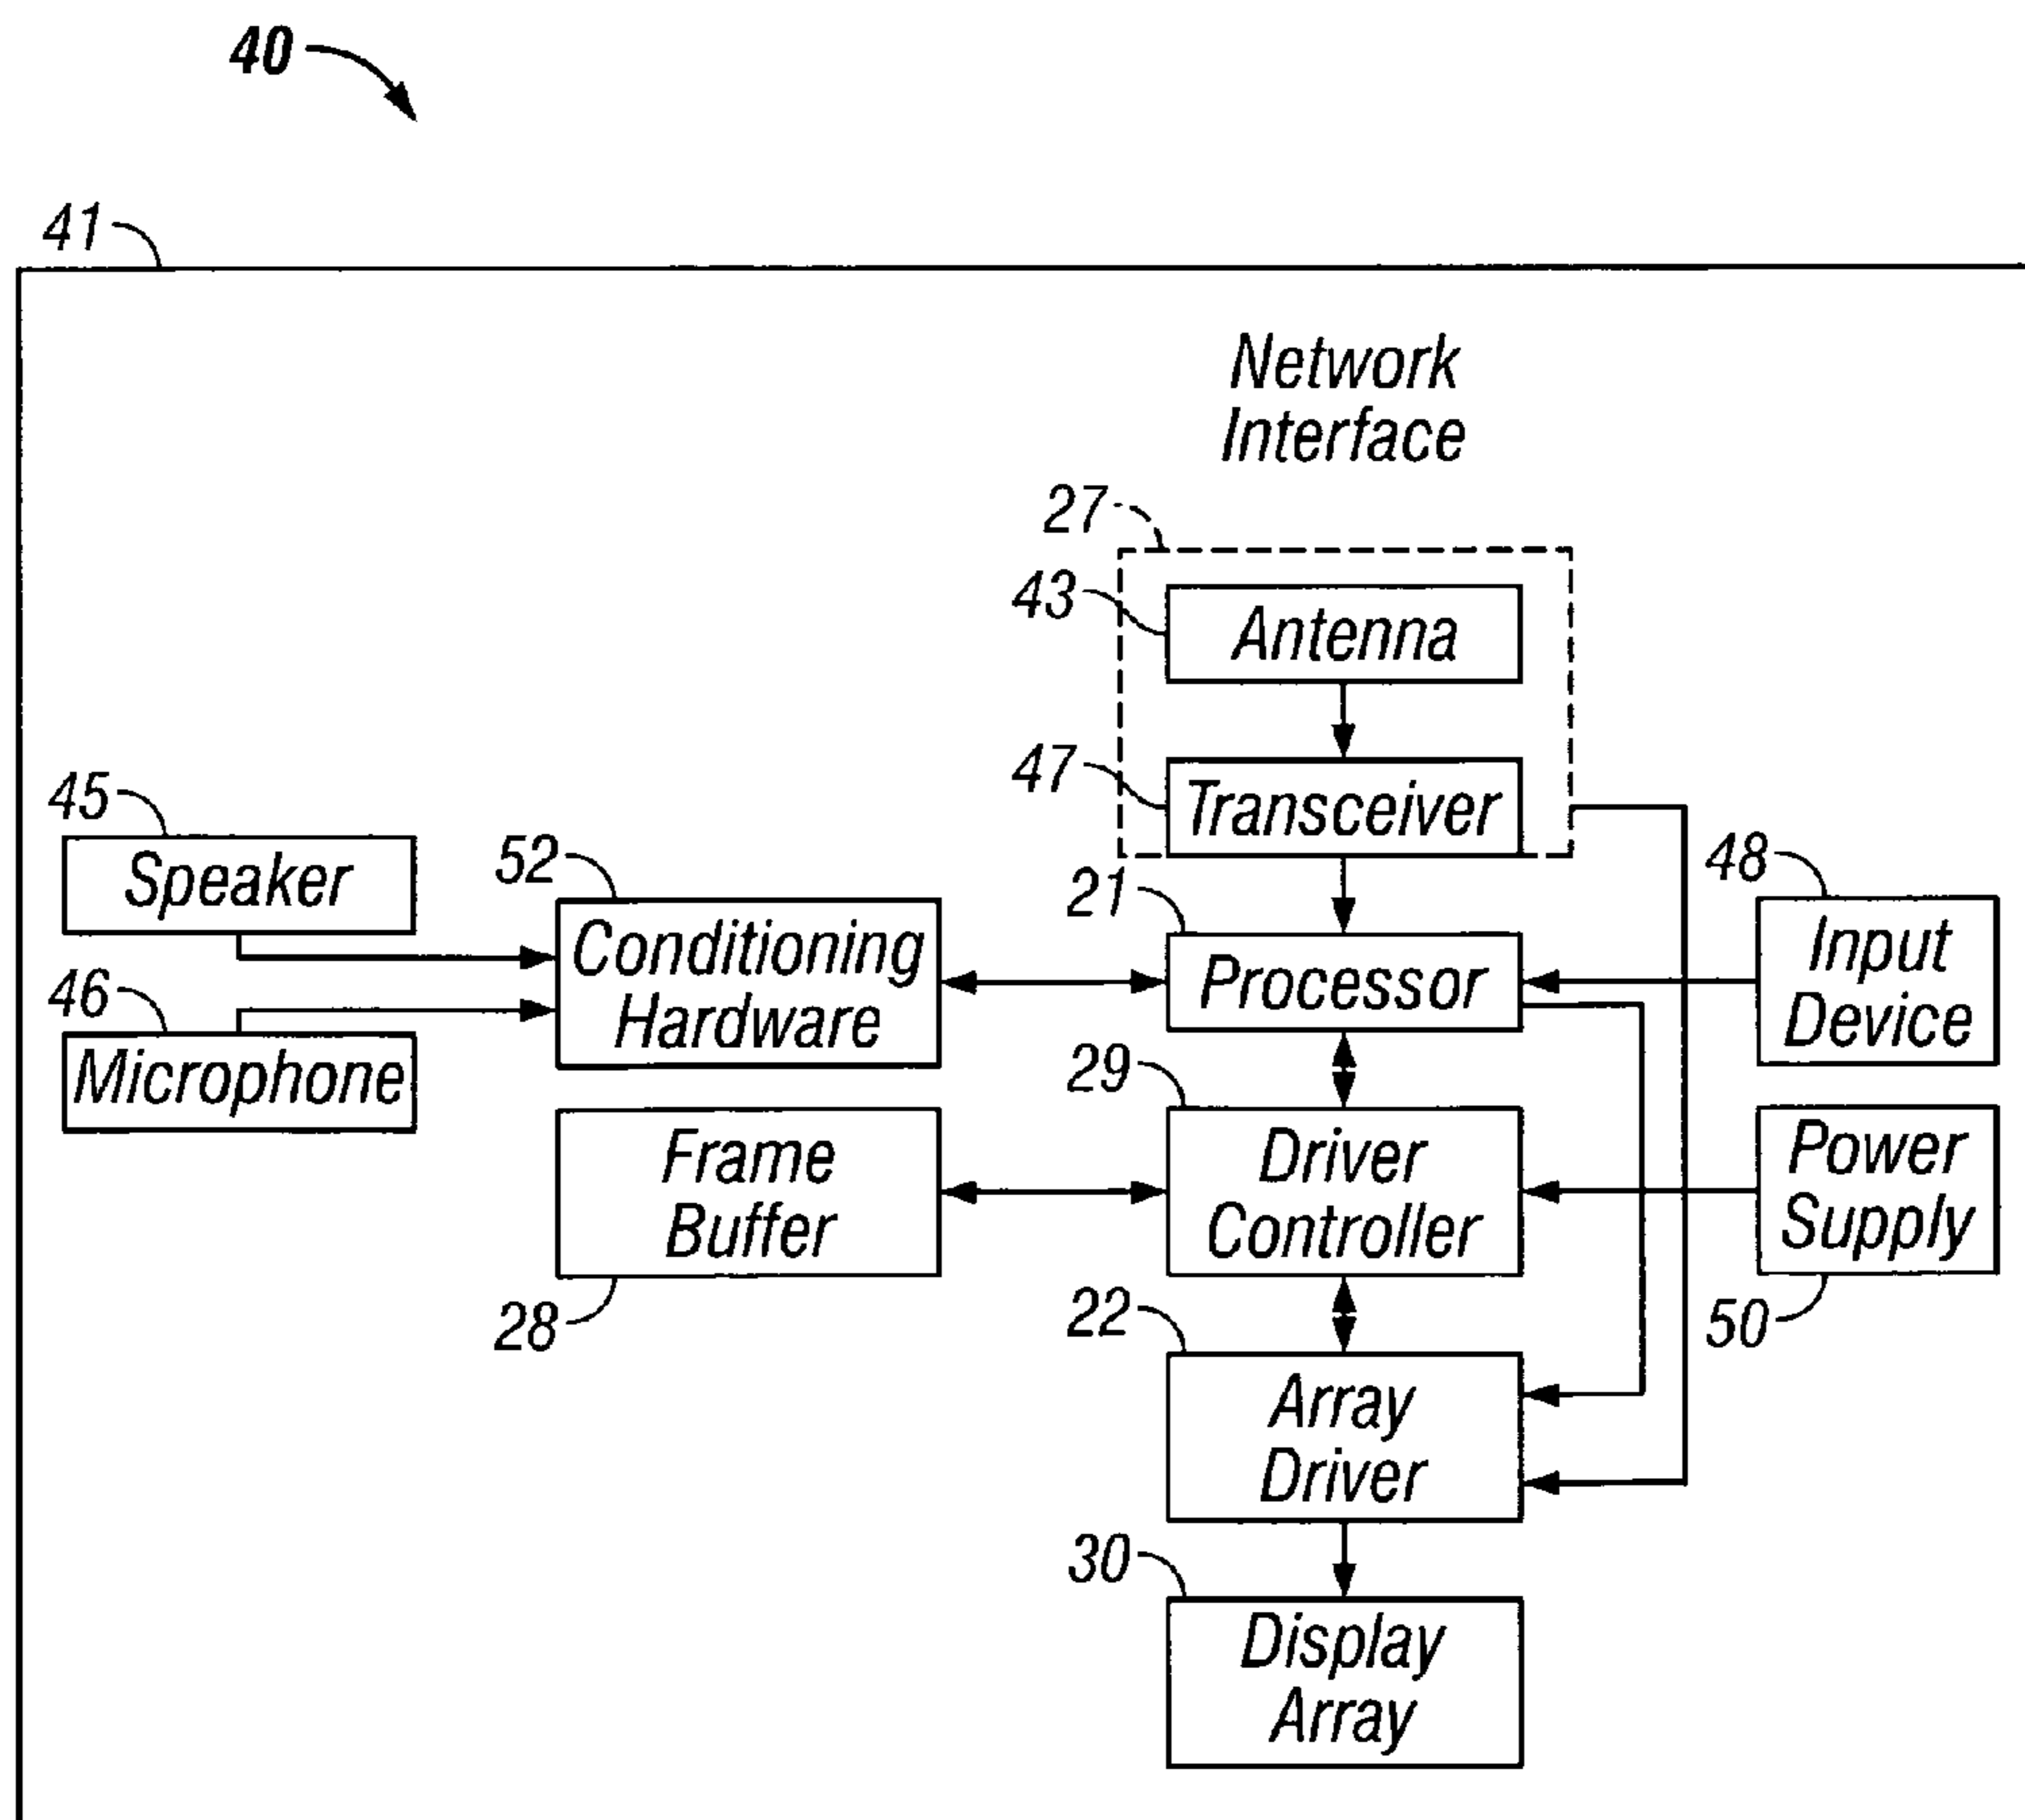 40
41
Network
Interface
27
43
Antenna
47
Transceiver
45
Speaker
52
Conditioning
Hardware
21
Processor
48
Input
Device
46
Microphone
29
Driver
Controller
Frame
Buffer
28
Power
Supply
50
22
Array
Driver
30
Display
Array